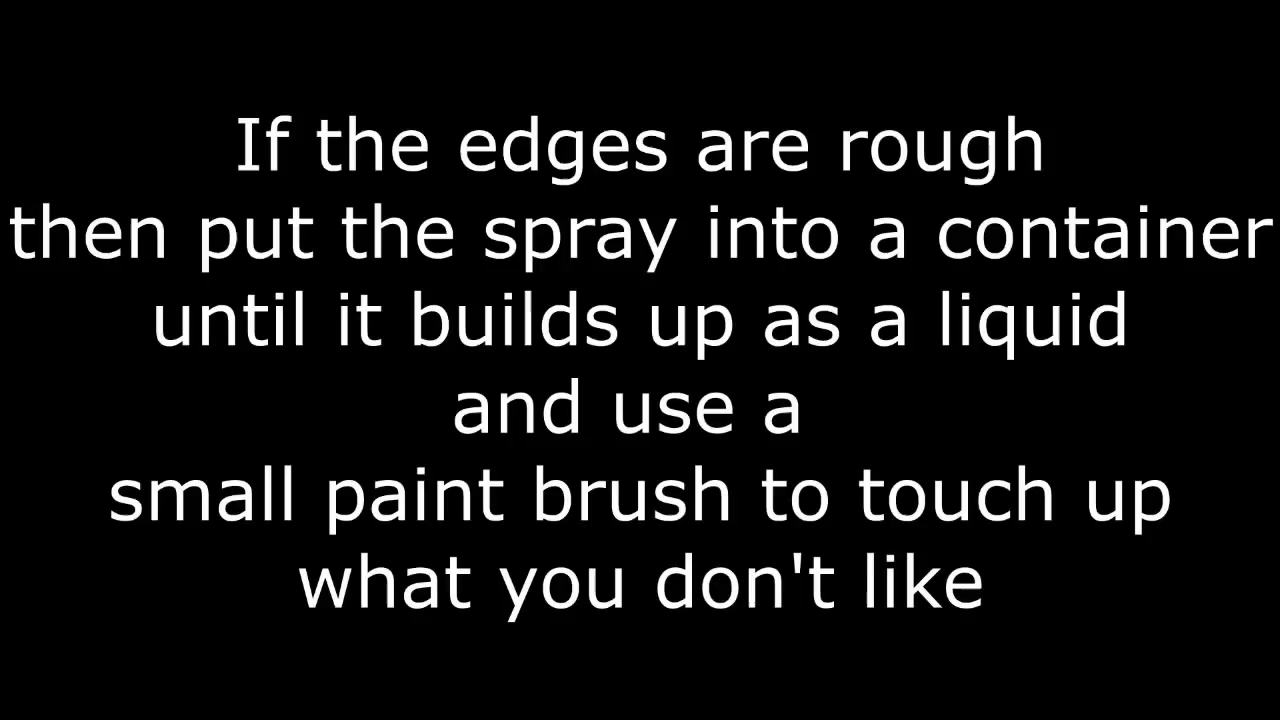 If the edges are rough
then put the spray into a container
until it builds up as a liquid
and use a
small paint brush to touch up
what you don't like